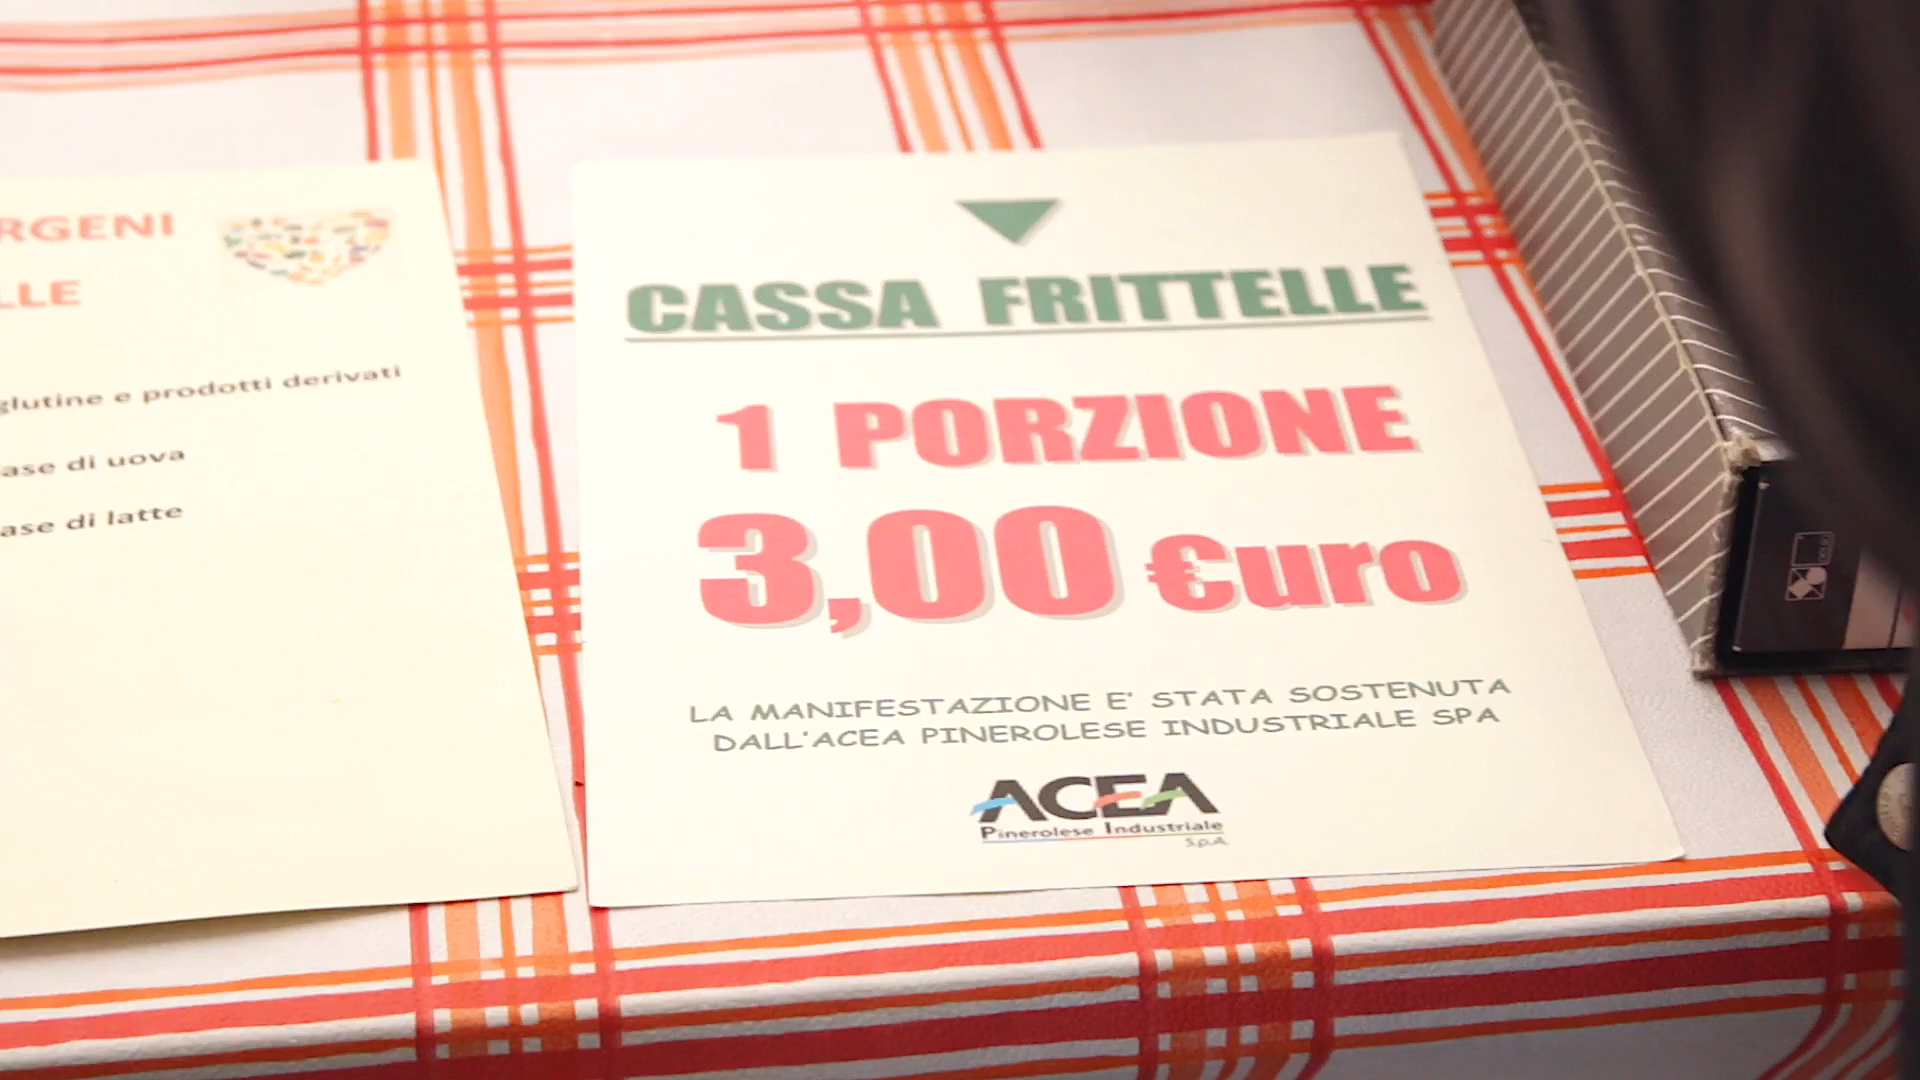 RGENI
LLE
glutine e prodotti derivati
ase di uova
ase di latte
CASSA FRITTELLE
1 PORZIONE
3,00 €uro
LA MANIFESTAZIONE E' STATA SOSTENUTA
DALL'ACEA PINEROLESE INDUSTRIALE SPA
ACEA
Pinerolese Industriale
S.p.A.